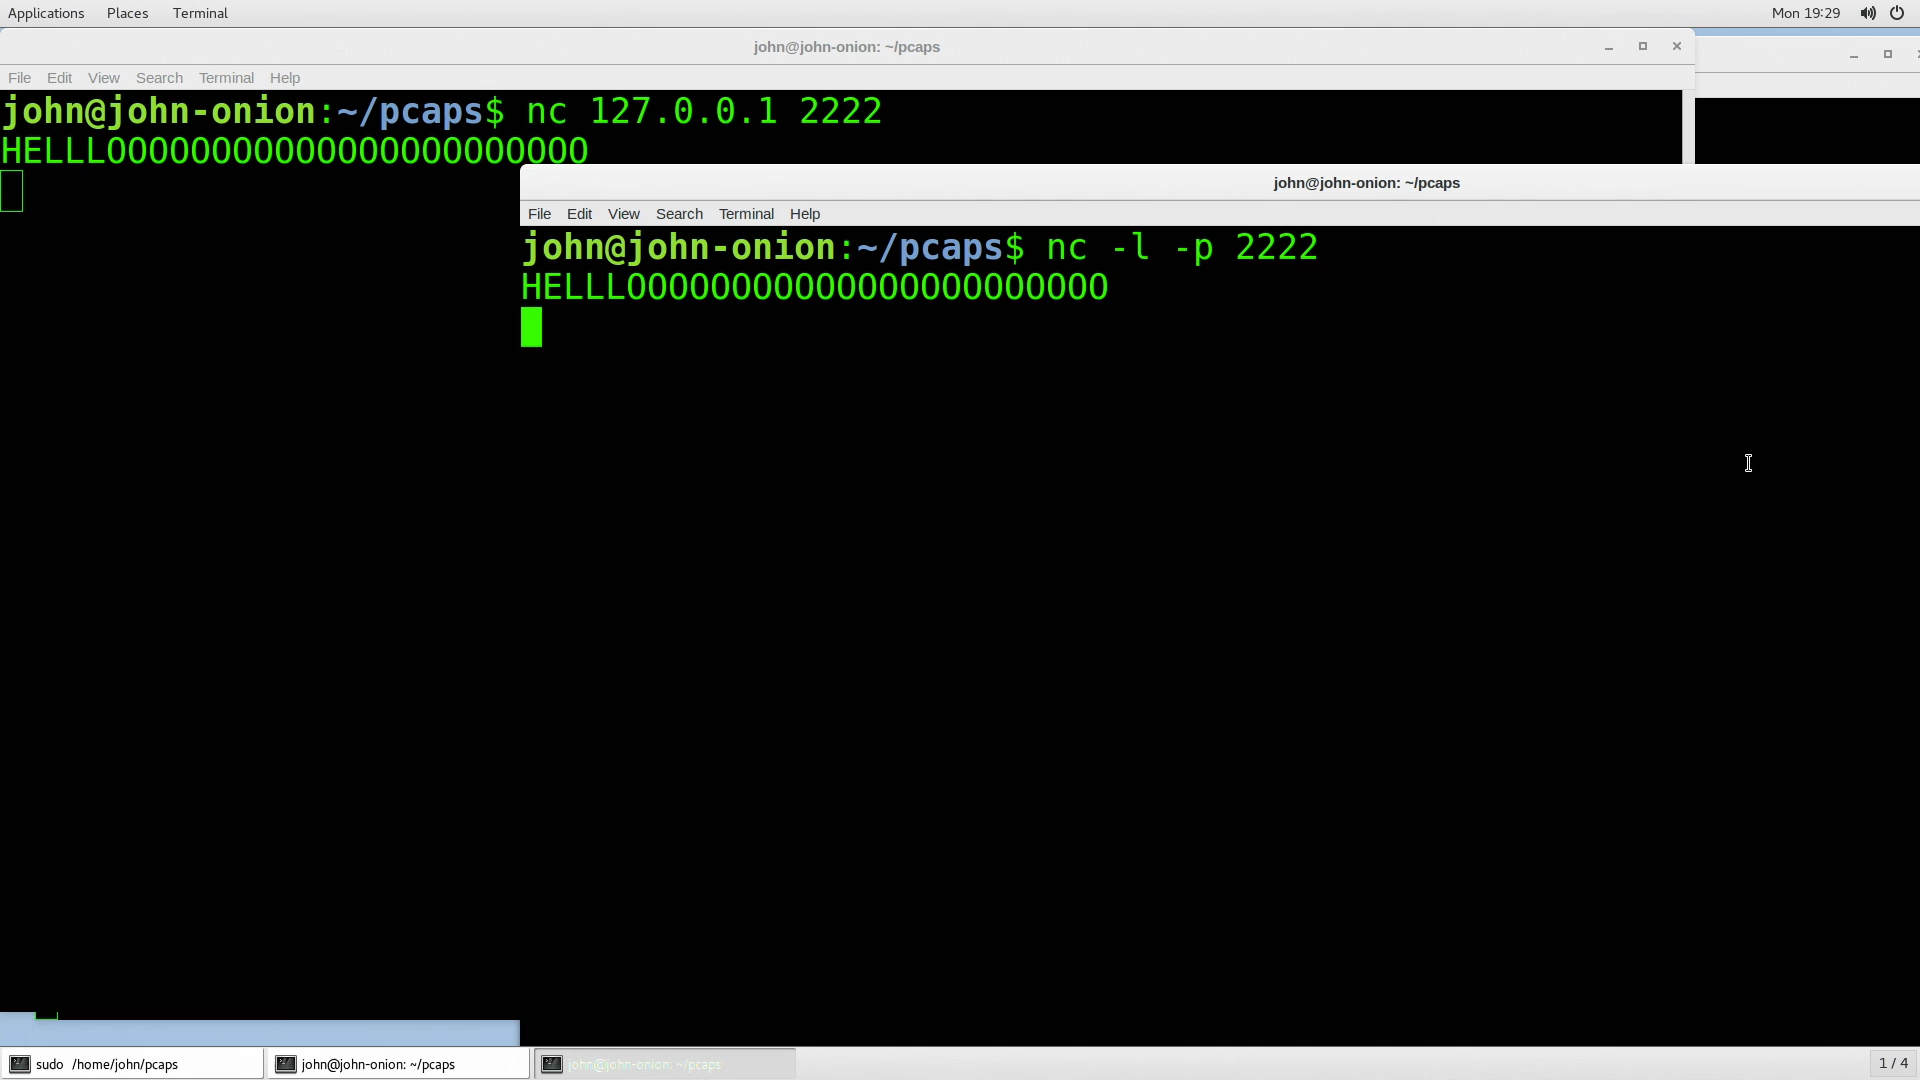 Applications Places Terminal
Mon 19:29
john@john-onion: ~/pcaps
File Edit View Search Terminal Help
john@john-onion:~/pcaps$ nc 127.0.0.1 2222
HELLLOOOOOOOOOOOOOOOOOOOOOOO
john@john-onion: ~/pcaps
File Edit View Search Terminal Help
john@john-onion:~/pcaps$ nc -l -p 2222
HELLLOOOOOOOOOOOOOOOOOOOOOOO
sudo /home/john/pcaps
john@john-onion: ~/pcaps
john@john-onion: ~/pcaps
1 / 4